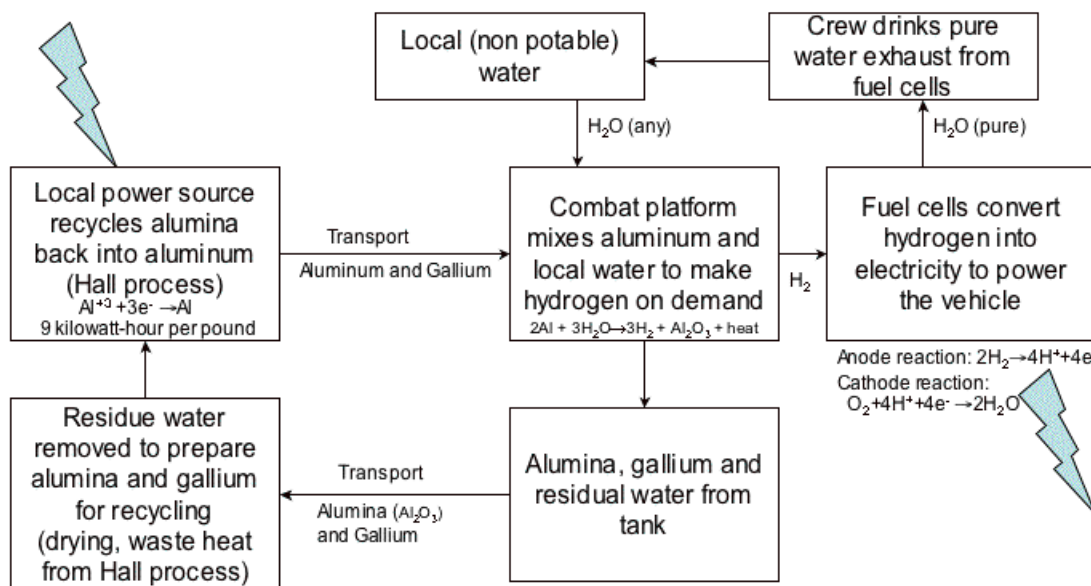 Local (non potable)
water
Crew drinks pure
water exhaust from
fuel cells
H₂O (any)
H₂O (pure)
Local power source
recycles alumina
back into aluminum
(Hall process)
Al⁺³ +3e⁻ →Al
9 kilowatt-hour per pound
Transport
Aluminum and Gallium
Combat platform
mixes aluminum and
local water to make
hydrogen on demand
2Al + 3H₂O→3H₂ + Al₂O₃ + heat
H₂
Fuel cells convert
hydrogen into
electricity to power
the vehicle
Anode reaction: 2H₂→4H⁺+4e
Cathode reaction:
O₂+4H⁺+4e⁻ →2H₂O
Residue water
removed to prepare
alumina and gallium
for recycling
(drying, waste heat
from Hall process)
Transport
Alumina (Al₂O₃)
and Gallium
Alumina, gallium and
residual water from
tank